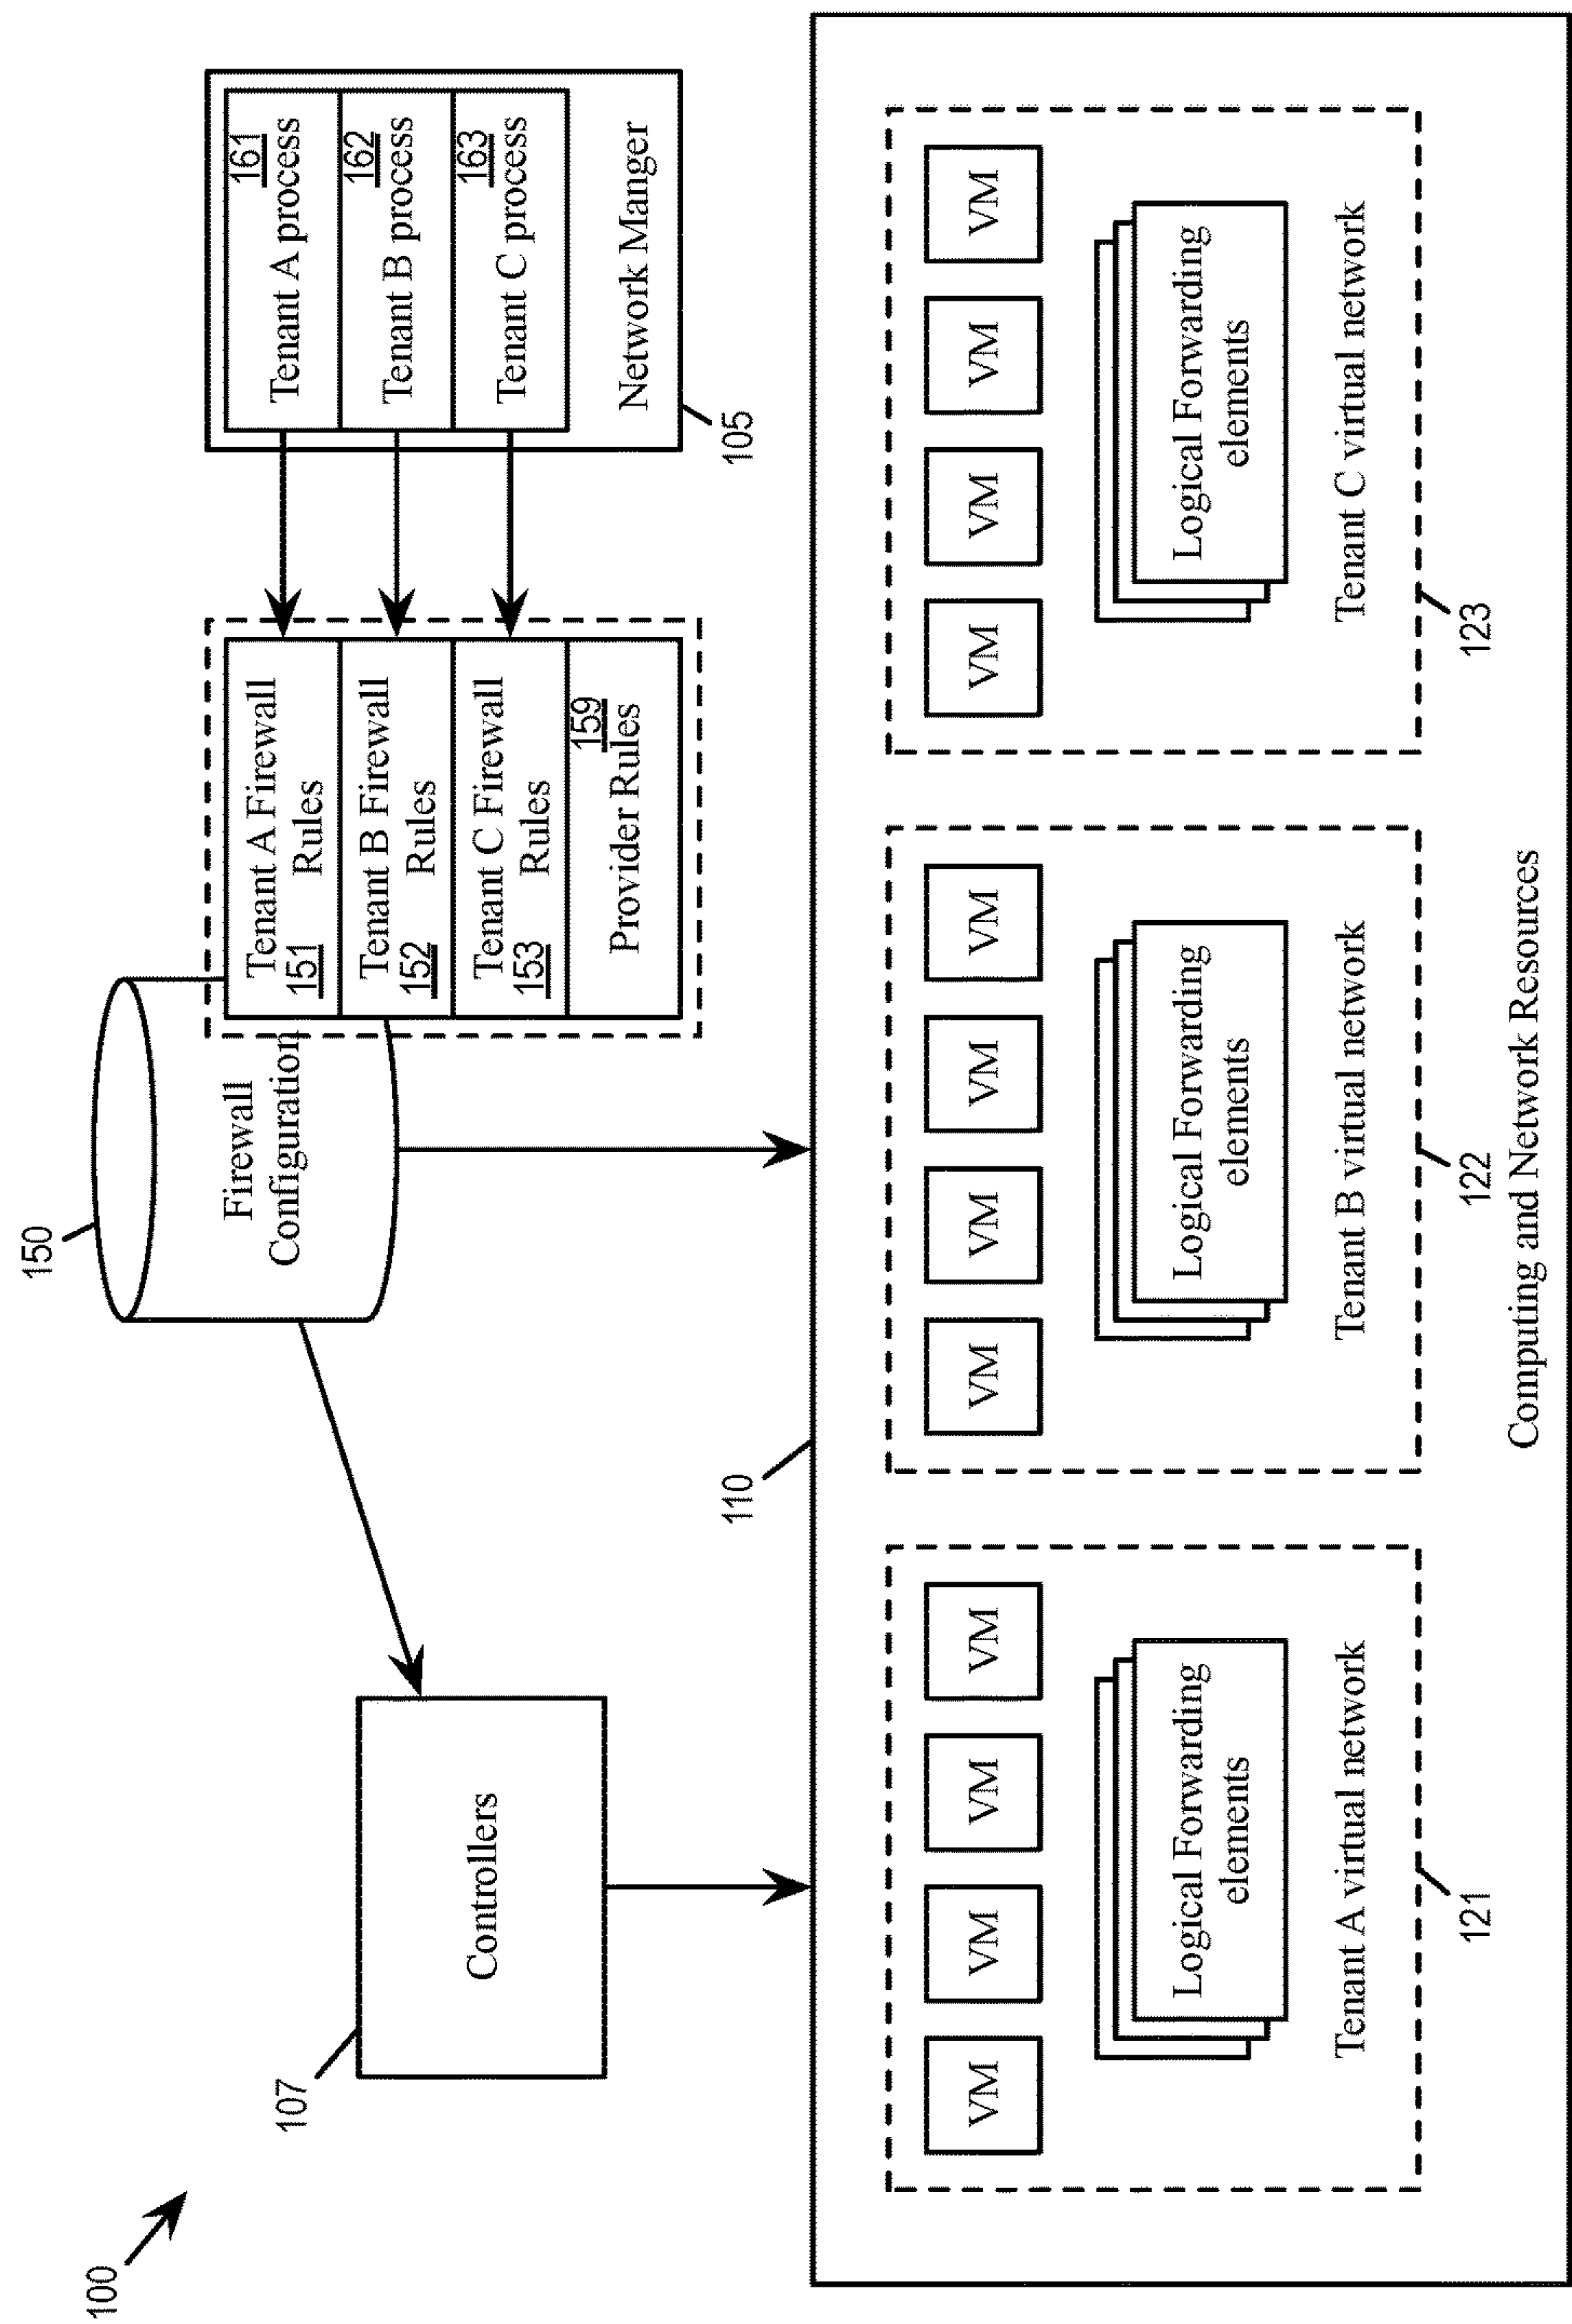 100
150
Firewall
Configuration
Tenant A Firewall
151 Rules
Tenant B Firewall
152 Rules
Tenant C Firewall
153 Rules
159
Provider Rules
161
Tenant A process
162
Tenant B process
163
Tenant C process
Network Manger
105
107
Controllers
110
VM VM VM VM
Logical Forwarding
elements
Tenant A virtual network
121
VM VM VM VM
Logical Forwarding
elements
Tenant B virtual network
122
VM VM VM VM
Logical Forwarding
elements
Tenant C virtual network
123
Computing and Network Resources